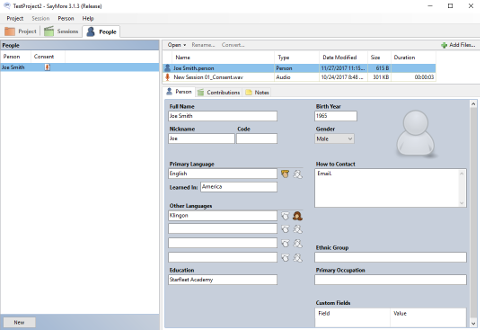 TestProject2 - SayMore 3.1.3 (Release)
Project Session Person Help
Project Sessions People
People
Person Consent
Joe Smith
Open Rename... Convert... Add Files...
Name Type Date Modified Size Duration
Joe Smith.person Person 11/27/2017 11:15... 615 B
New Session 01_Consent.wav Audio 10/24/2017 8:48 ... 301 KB 00:00:03
Person Contributions Notes
Full Name Birth Year
Joe Smith 1965
Nickname Code Gender
Joe Male
Primary Language How to Contact
English Email
Learned In: America
Other Languages
Klingon
Ethnic Group
Education Primary Occupation
Starfleet Academy
Custom Fields
Field Value
New